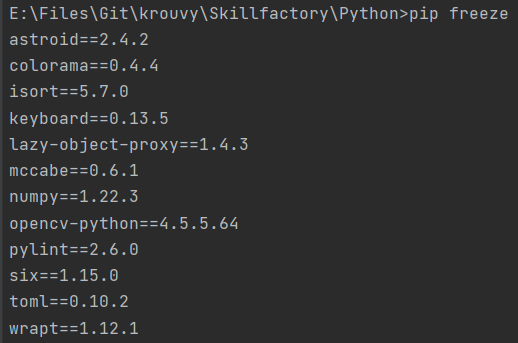 E:\Files\Git\krouvy\Skillfactory\Python>pip freeze
astroid==2.4.2
colorama==0.4.4
isort==5.7.0
keyboard==0.13.5
lazy-object-proxy==1.4.3
mccabe==0.6.1
numpy==1.22.3
opencv-python==4.5.5.64
pylint==2.6.0
six==1.15.0
toml==0.10.2
wrapt==1.12.1